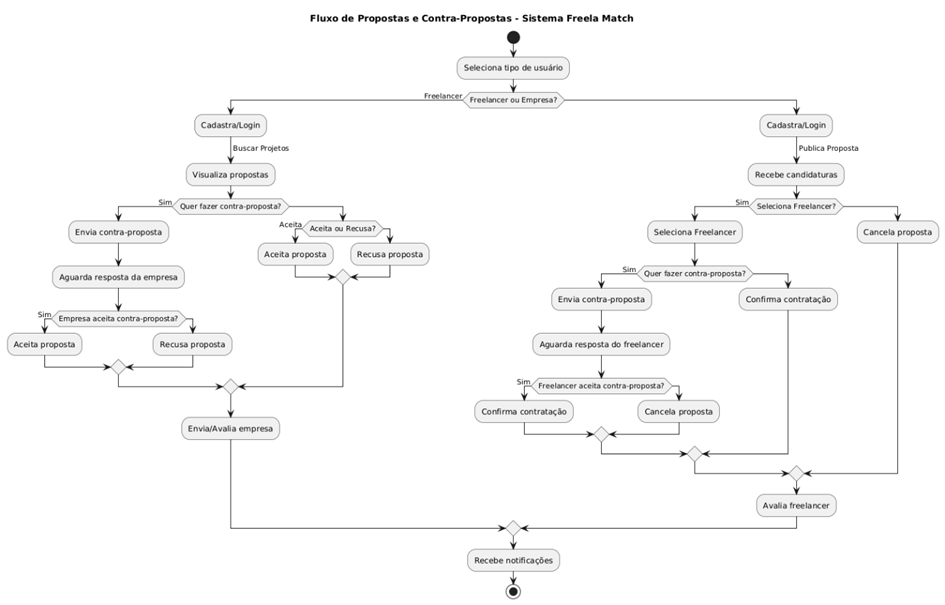 Fluxo de Propostas e Contra-Propostas - Sistema Freela Match
Seleciona tipo de usuário
Freelancer
Freelancer ou Empresa?
Cadastra/Login
Buscar Projetos
Visualiza propostas
Sim
Quer fazer contra-proposta?
Envia contra-proposta
Aguarda resposta da empresa
Sim
Empresa aceita contra-proposta?
Aceita proposta
Recusa proposta
Aceita
Aceita ou Recusa?
Aceita proposta
Recusa proposta
Envia/Avalia empresa
Cadastra/Login
Publica Proposta
Recebe candidaturas
Sim
Seleciona Freelancer?
Seleciona Freelancer
Cancela proposta
Sim
Quer fazer contra-proposta?
Envia contra-proposta
Confirma contratação
Aguarda resposta do freelancer
Sim
Freelancer aceita contra-proposta?
Confirma contratação
Cancela proposta
Avalia freelancer
Recebe notificações